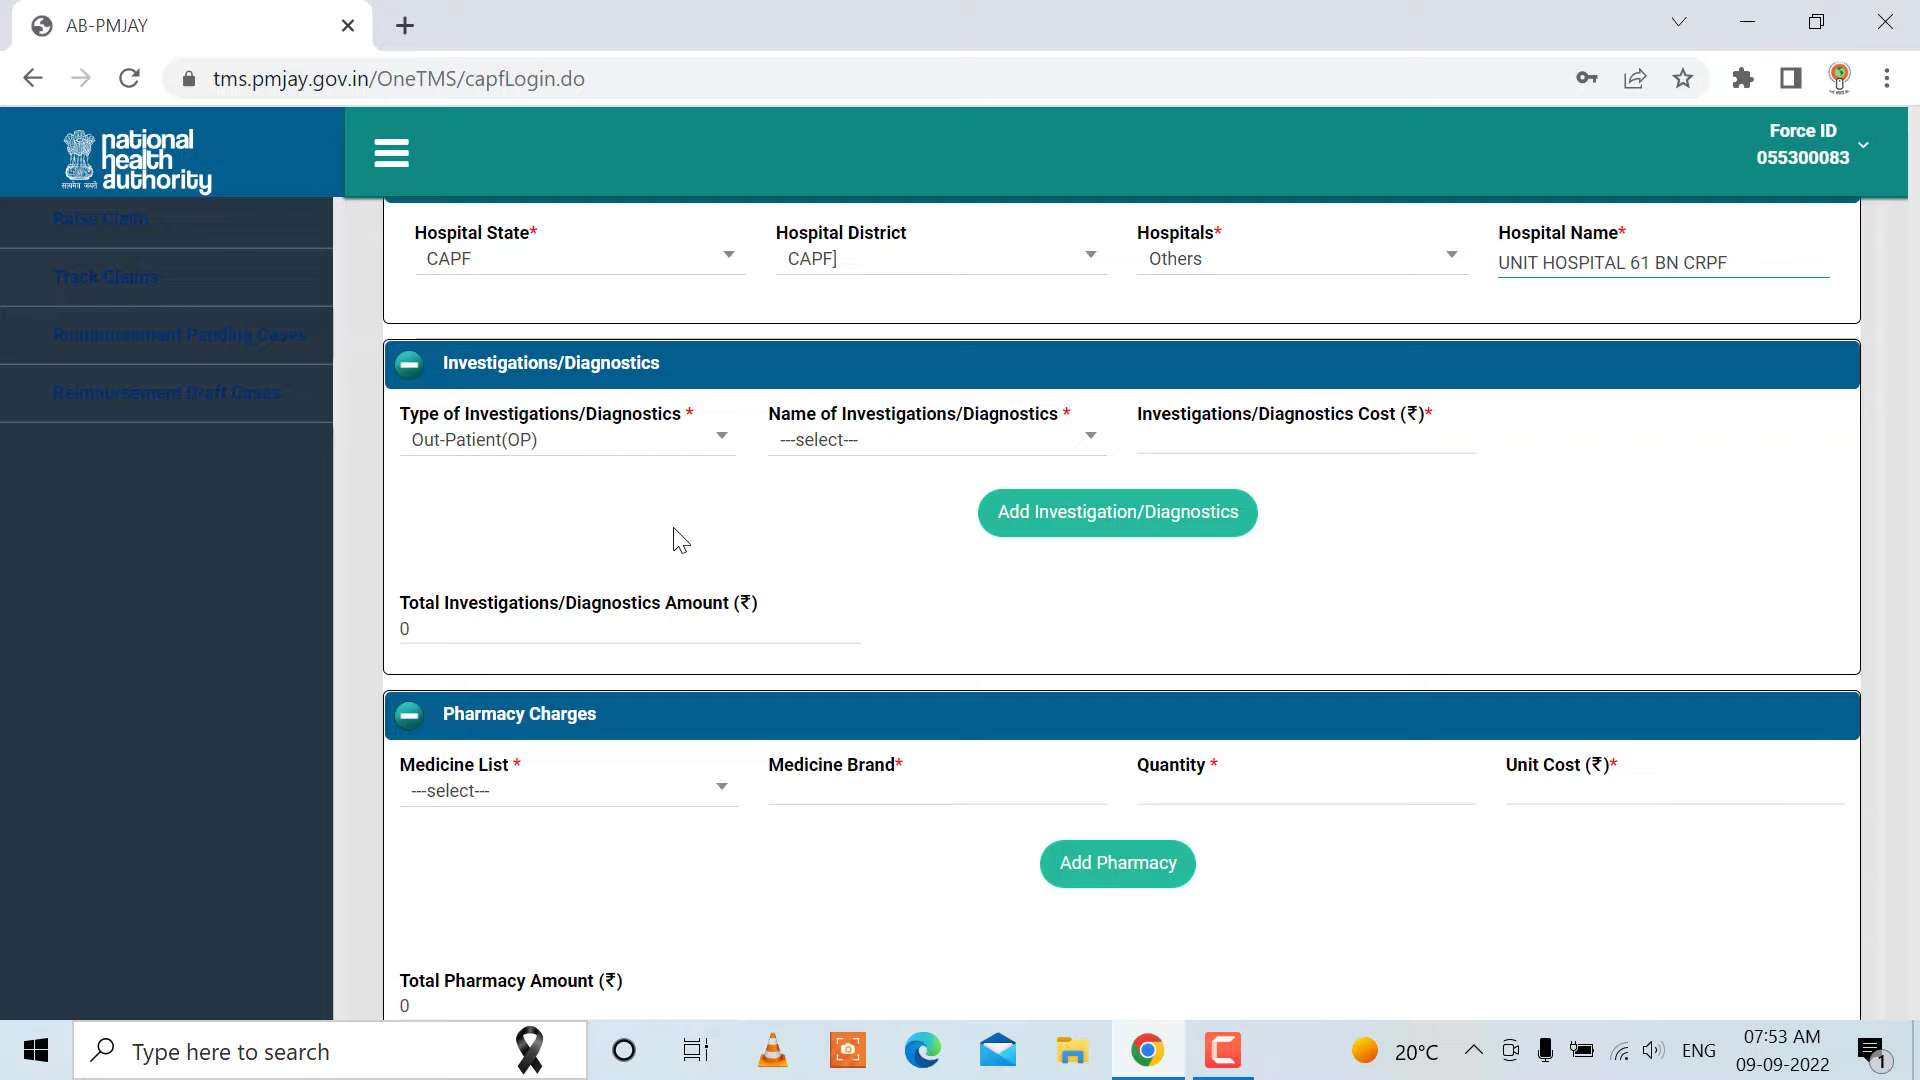 AB-PMJAY
tms.pmjay.gov.in/OneTMS/capfLogin.do
national
health
authority
सत्यमेव जयते
Force ID
055300083
Raise Claim
Track Claims
Reimbursement Pending Cases
Reimbursement Draft Cases
Hospital State* Hospital District Hospitals* Hospital Name*
CAPF CAPF] Others UNIT HOSPITAL 61 BN CRPF
Investigations/Diagnostics
Type of Investigations/Diagnostics * Name of Investigations/Diagnostics * Investigations/Diagnostics Cost (₹)*
Out-Patient(OP) ---select---
Add Investigation/Diagnostics
Total Investigations/Diagnostics Amount (₹)
0
Pharmacy Charges
Medicine List * Medicine Brand* Quantity * Unit Cost (₹)*
---select---
Add Pharmacy
Total Pharmacy Amount (₹)
0
Type here to search
20°C
ENG
07:53 AM
09-09-2022
1